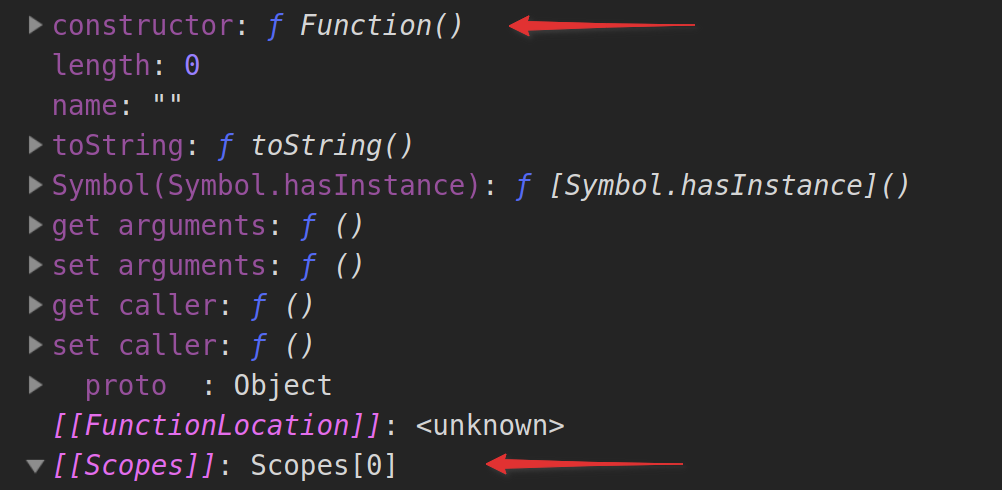 constructor: ƒ Function()
length: 0
name: ""
toString: ƒ toString()
Symbol(Symbol.hasInstance): ƒ [Symbol.hasInstance]()
get arguments: ƒ ()
set arguments: ƒ ()
get caller: ƒ ()
set caller: ƒ ()
proto : Object
[[FunctionLocation]]: <unknown>
[[Scopes]]: Scopes[0]